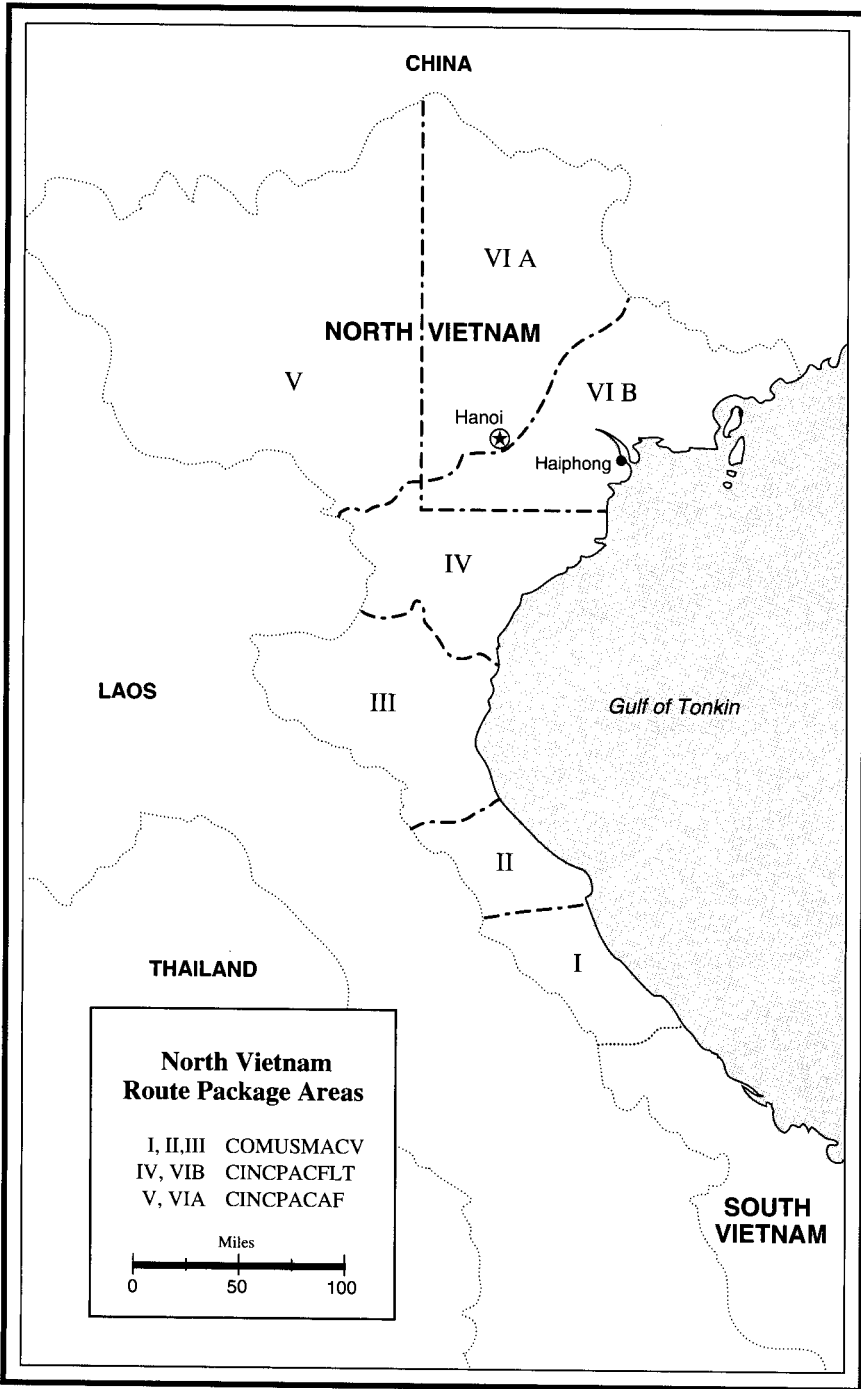 CHINA
VI A
NORTH VIETNAM
V
VI B
Hanoi
Haiphong
IV
LAOS
III
Gulf of Tonkin
II
THAILAND
I
North Vietnam
Route Package Areas
I, II,III COMUSMACV
IV, VIB CINCPACFLT
V, VIA CINCPACAF
Miles
0 50 100
SOUTH
VIETNAM